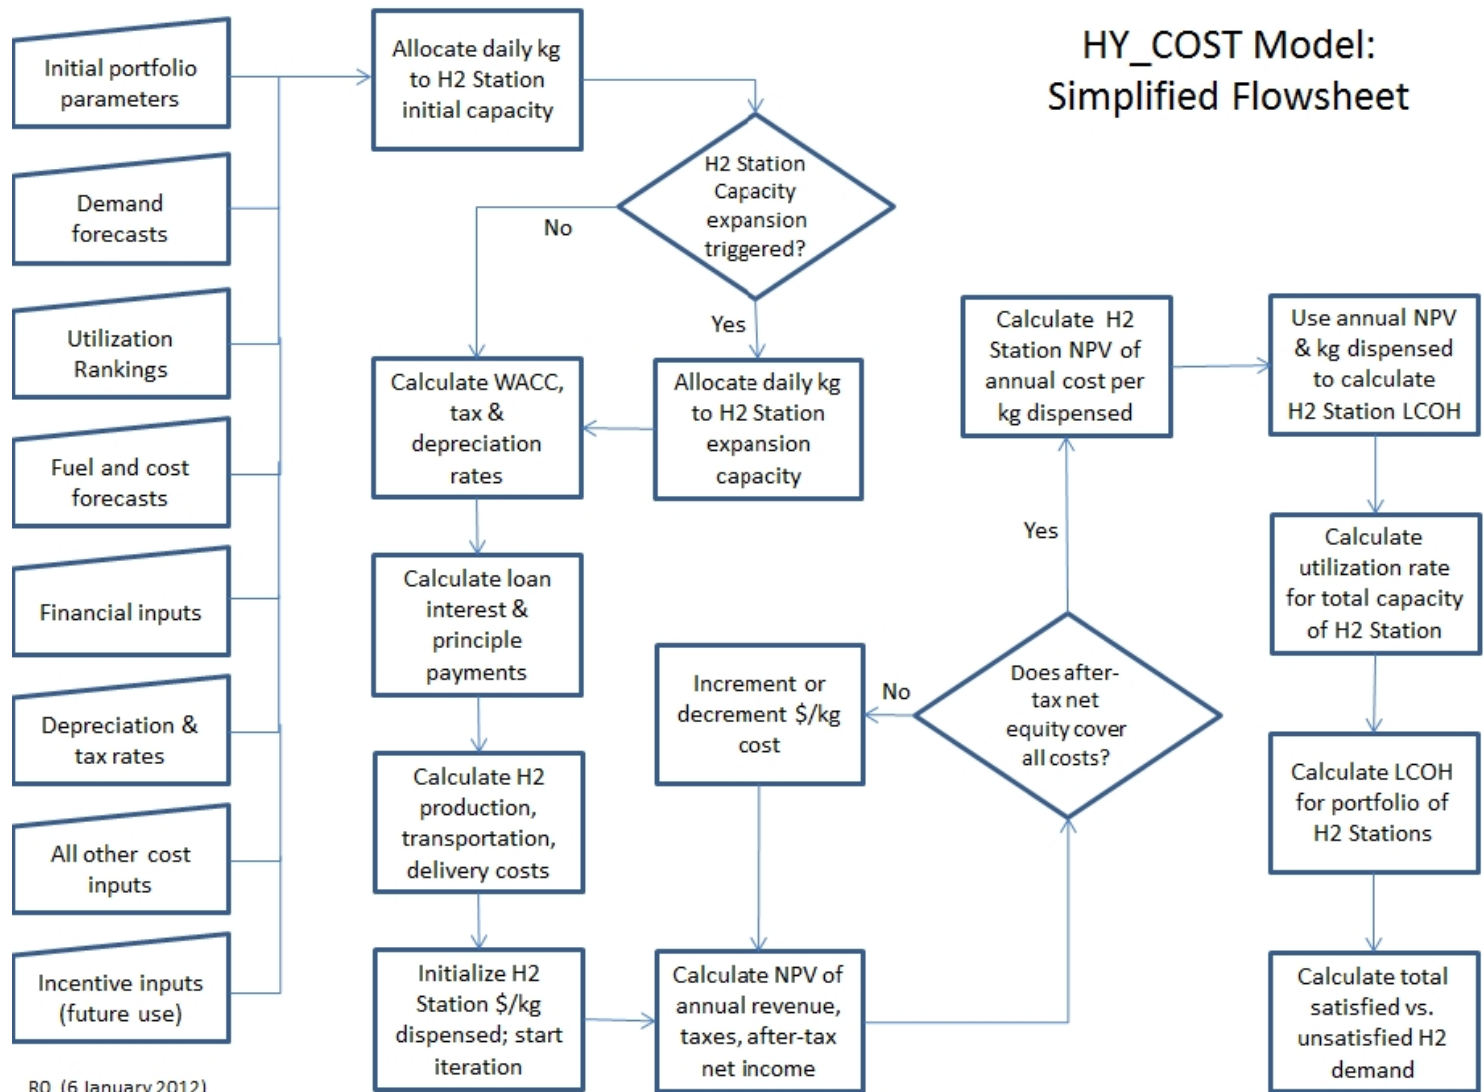 HY_COST Model:
Simplified Flowsheet
Initial portfolio
parameters
Demand
forecasts
Utilization
Rankings
Fuel and cost
forecasts
Financial inputs
Depreciation &
tax rates
All other cost
inputs
Incentive inputs
(future use)
Allocate daily kg
to H2 Station
initial capacity
H2 Station
Capacity
expansion
triggered?
No
Yes
Allocate daily kg
to H2 Station
expansion
capacity
Calculate WACC,
tax &
depreciation
rates
Calculate loan
interest &
principle
payments
Calculate H2
production,
transportation,
delivery costs
Initialize H2
Station $/kg
dispensed; start
iteration
Calculate NPV of
annual revenue,
taxes, after-tax
net income
Does after-
tax net
equity cover
all costs?
No
Increment or
decrement $/kg
cost
Yes
Calculate H2
Station NPV of
annual cost per
kg dispensed
Use annual NPV
& kg dispensed
to calculate
H2 Station LCOH
Calculate
utilization rate
for total capacity
of H2 Station
Calculate LCOH
for portfolio of
H2 Stations
Calculate total
satisfied vs.
unsatisfied H2
demand
R0 (6 January 2012)